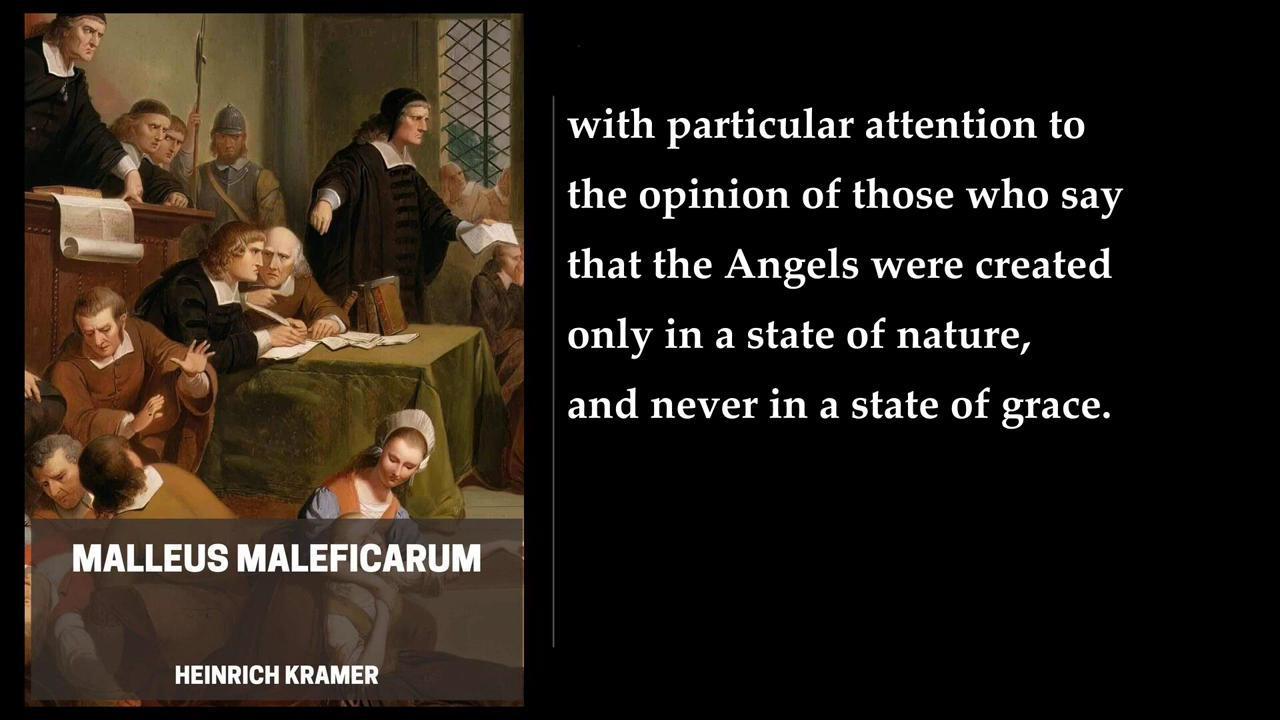 MALLEUS MALEFICARUM
HEINRICH KRAMER
with particular attention to
the opinion of those who say
that the Angels were created
only in a state of nature,
and never in a state of grace.